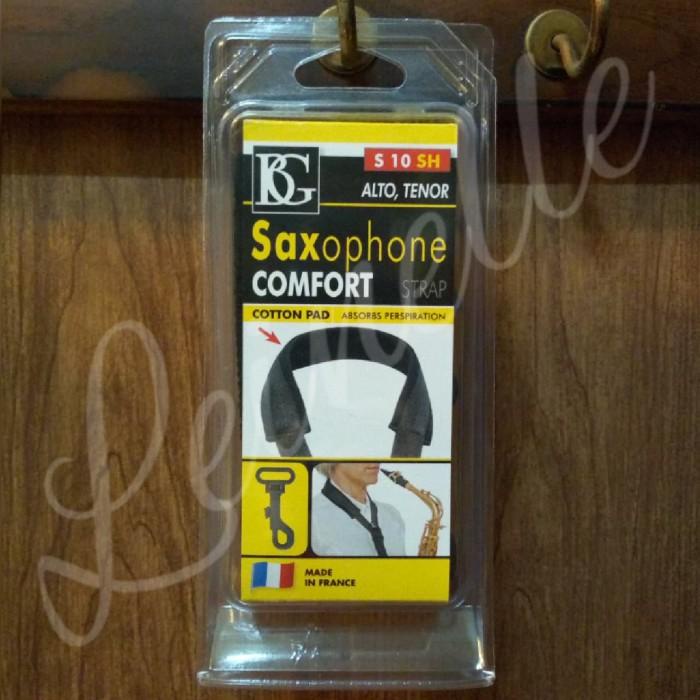 BG
S 10 SH
ALTO, TENOR
Saxophone
COMFORT STRAP
COTTON PAD ABSORBS PERSPIRATION
MADE
IN FRANCE